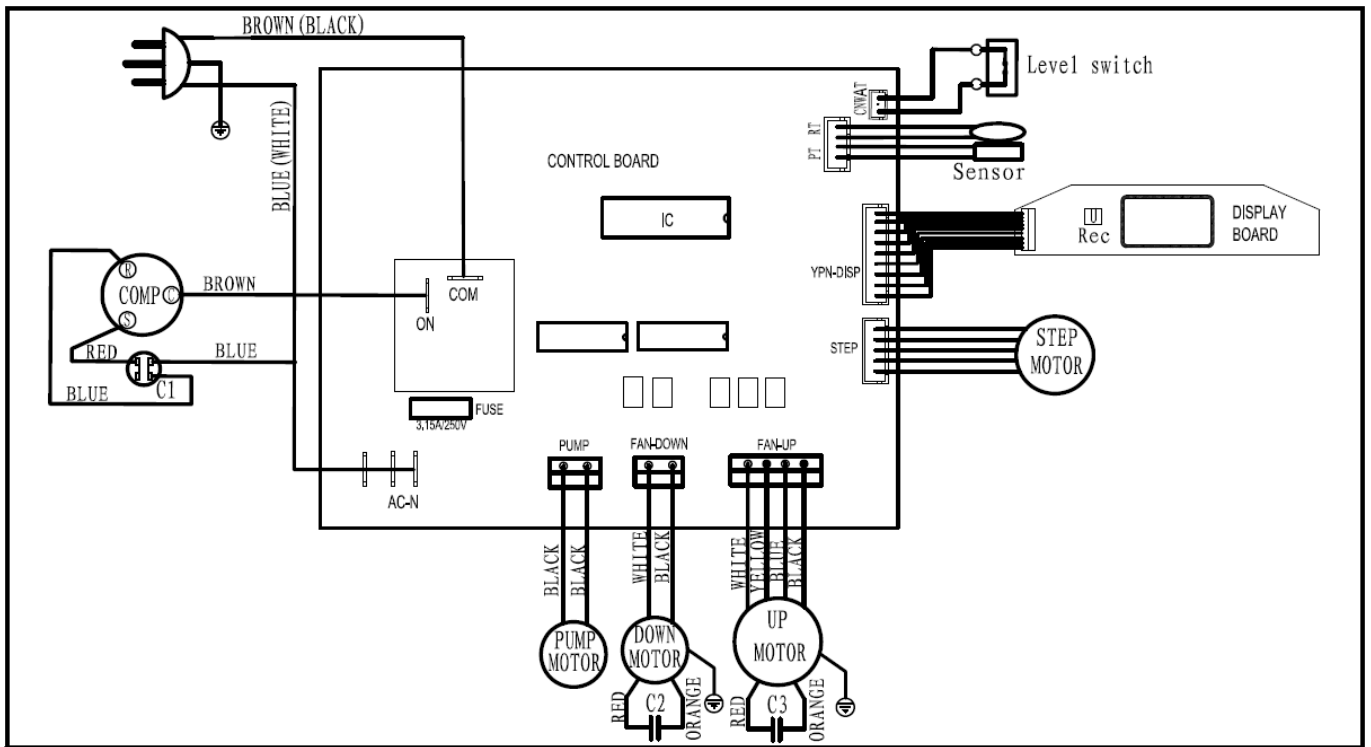 BROWN(BLACK)
BLUE(WHITE)
CONTROL BOARD
IC
CNWAT
Level switch
RT
PT
Sensor
U
Rec
DISPLAY
BOARD
YPN-DISP
R
COMP
C
S
BROWN
COM
ON
RED
BLUE
C1
BLUE
STEP
STEP
MOTOR
FUSE
3,15A/250V
AC-N
PUMP
FAN-DOWN
FAN-UP
BLACK
BLACK
WHITE
BLACK
WHITE
YELLOW
BLUE
BLACK
PUMP
MOTOR
DOWN
MOTOR
UP
MOTOR
RED
C2
ORANGE
RED
C3
ORANGE